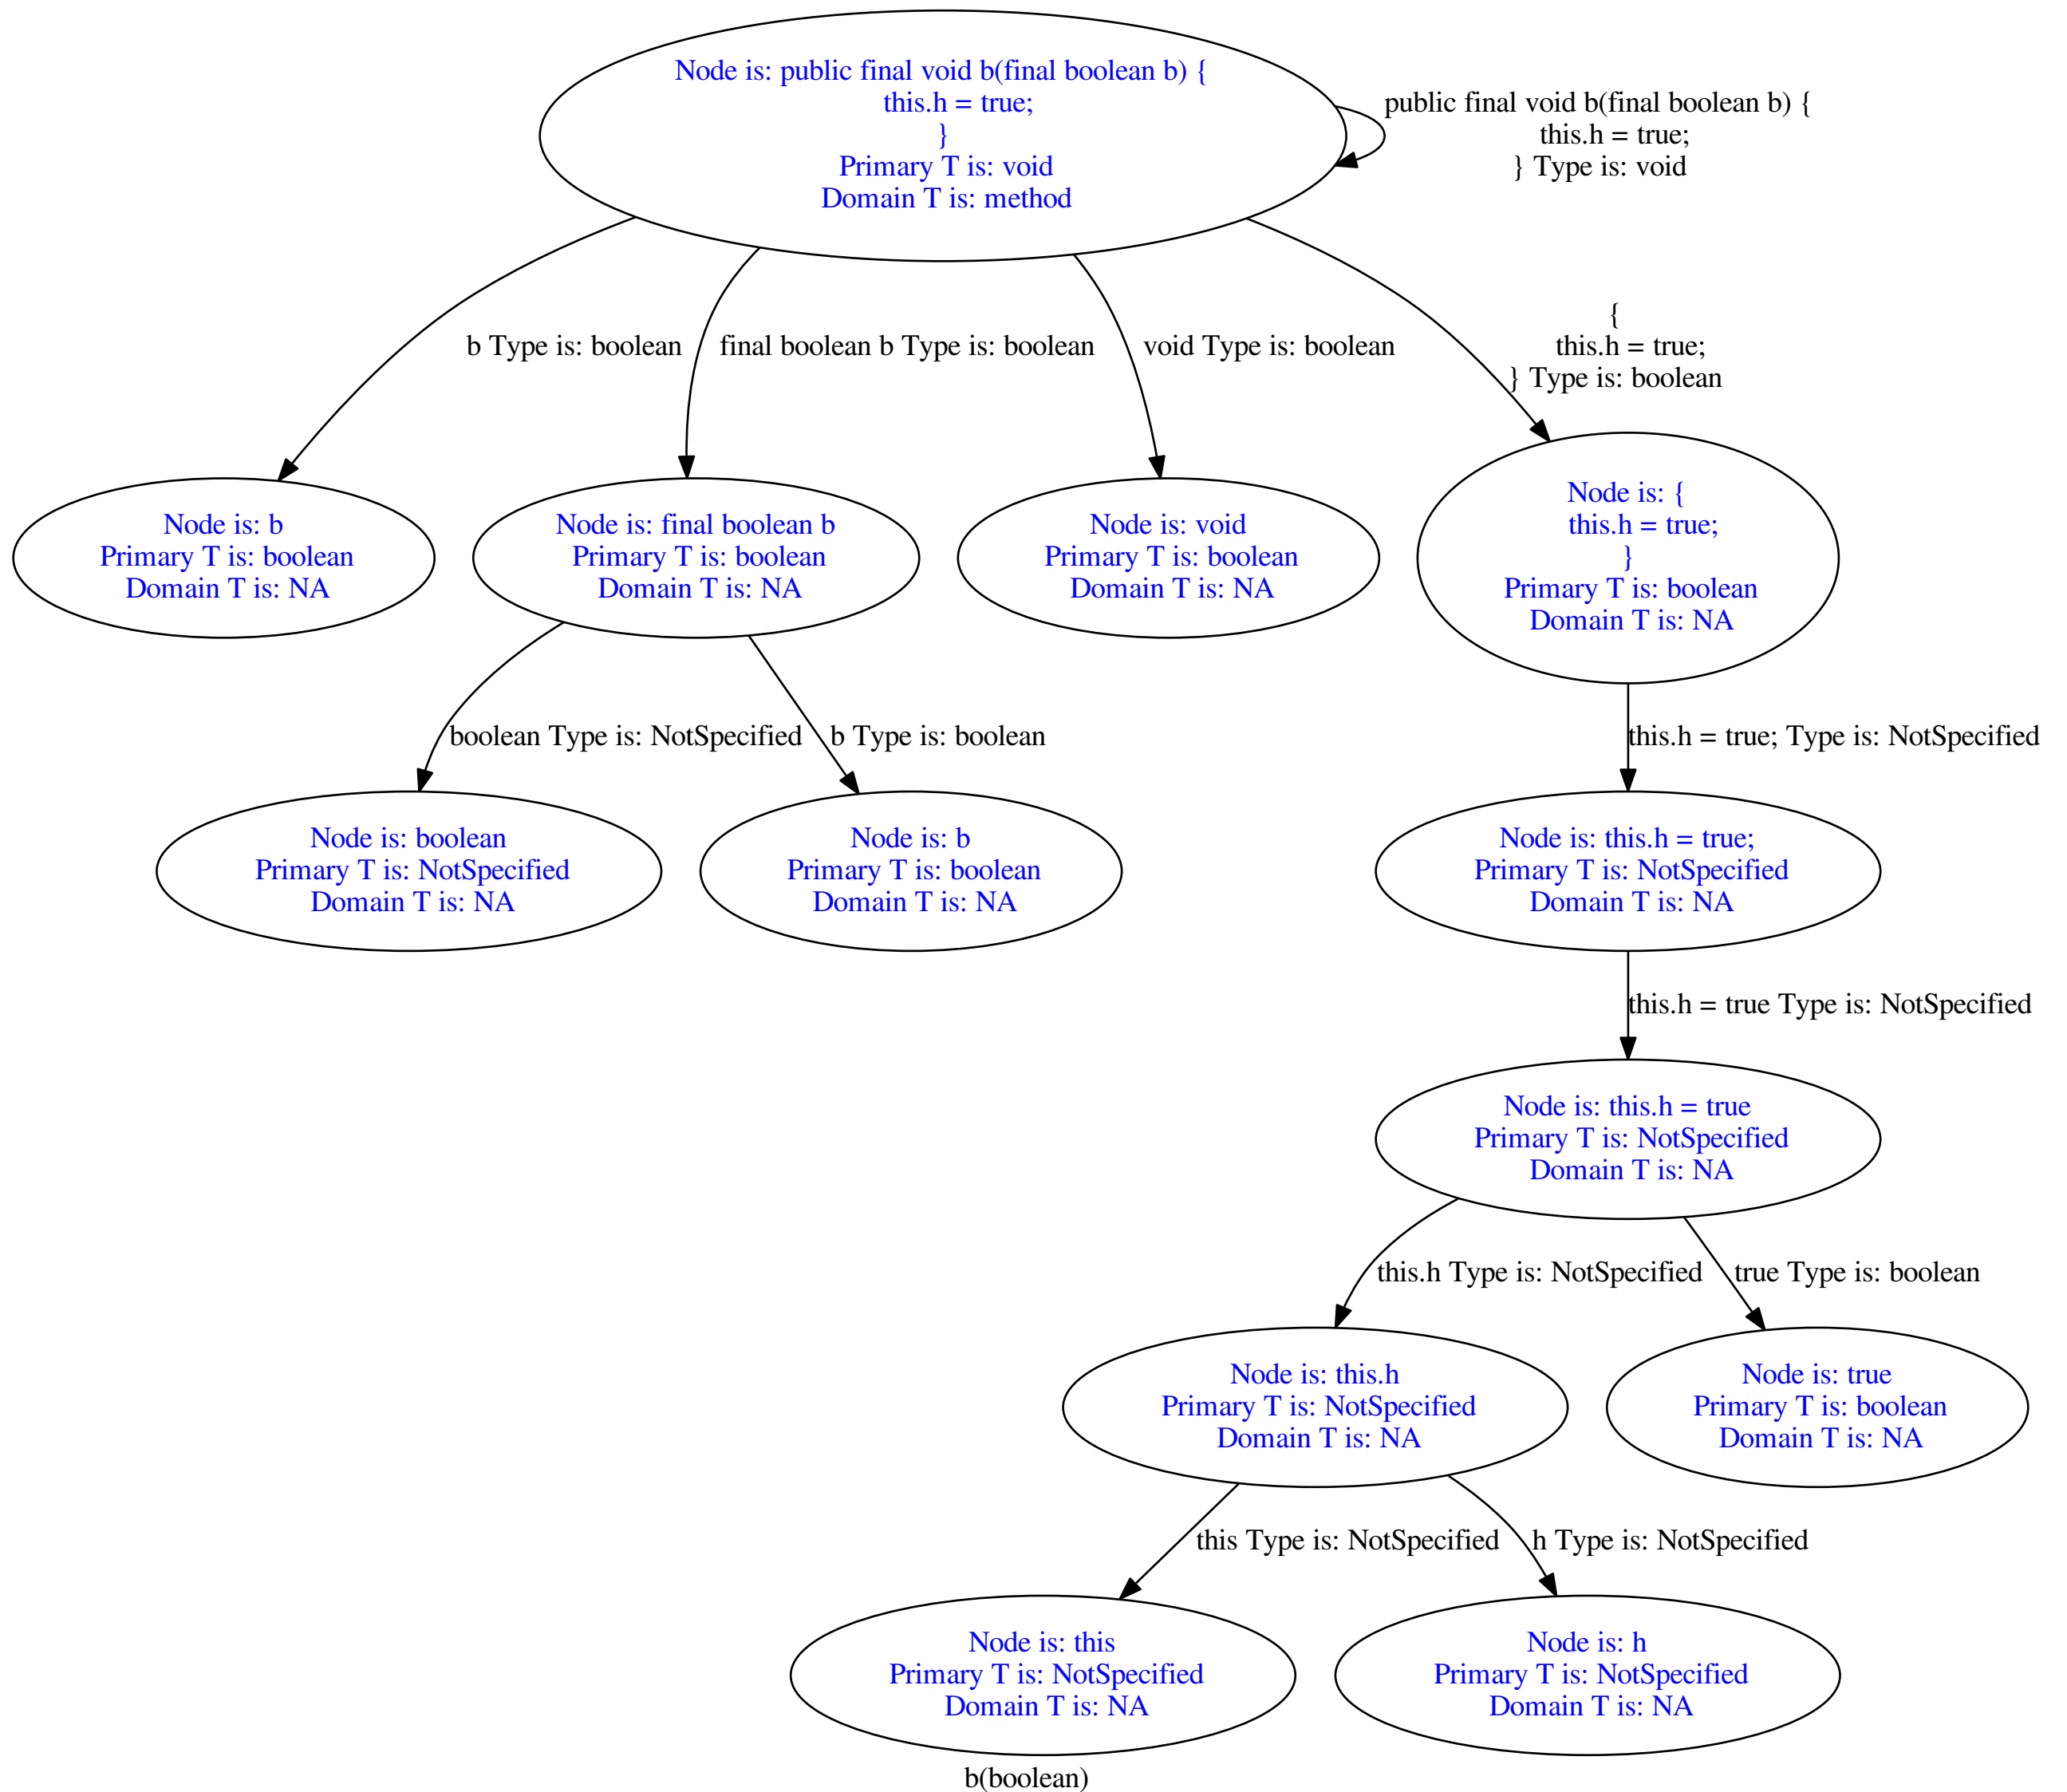 Node is: public final void b(final boolean b) {
this.h = true;
}
Primary T is: void
Domain T is: method
public final void b(final boolean b) {
this.h = true;
} Type is: void
b Type is: boolean
final boolean b Type is: boolean
void Type is: boolean
{
this.h = true;
} Type is: boolean
Node is: b
Primary T is: boolean
Domain T is: NA
Node is: final boolean b
Primary T is: boolean
Domain T is: NA
Node is: void
Primary T is: boolean
Domain T is: NA
Node is: {
this.h = true;
}
Primary T is: boolean
Domain T is: NA
boolean Type is: NotSpecified
b Type is: boolean
this.h = true; Type is: NotSpecified
Node is: boolean
Primary T is: NotSpecified
Domain T is: NA
Node is: b
Primary T is: boolean
Domain T is: NA
Node is: this.h = true;
Primary T is: NotSpecified
Domain T is: NA
this.h = true Type is: NotSpecified
Node is: this.h = true
Primary T is: NotSpecified
Domain T is: NA
this.h Type is: NotSpecified
true Type is: boolean
Node is: this.h
Primary T is: NotSpecified
Domain T is: NA
Node is: true
Primary T is: boolean
Domain T is: NA
this Type is: NotSpecified
h Type is: NotSpecified
Node is: this
Primary T is: NotSpecified
Domain T is: NA
Node is: h
Primary T is: NotSpecified
Domain T is: NA
b(boolean)